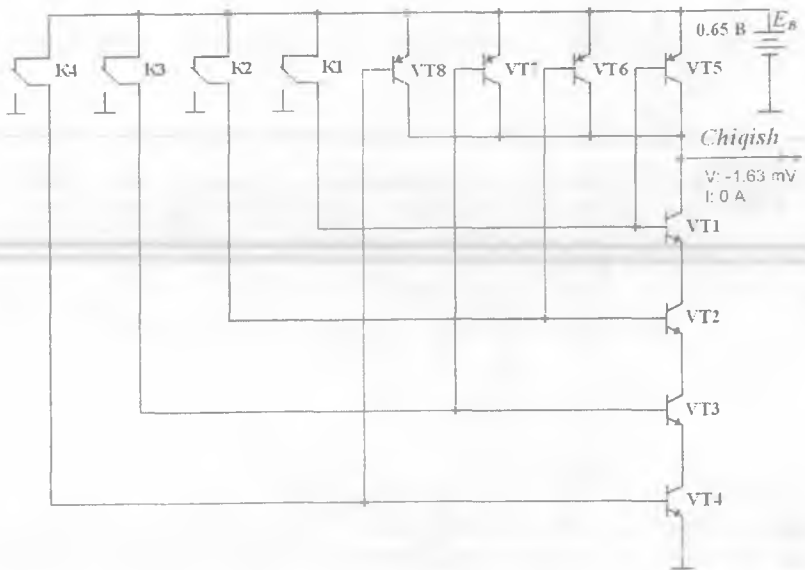 0.65 B
E_B
K4
K3
K2
K1
VT8
VT7
VT6
VT5
Chiqish
V: -1.63 mV
I: 0 A
VT1
VT2
VT3
VT4